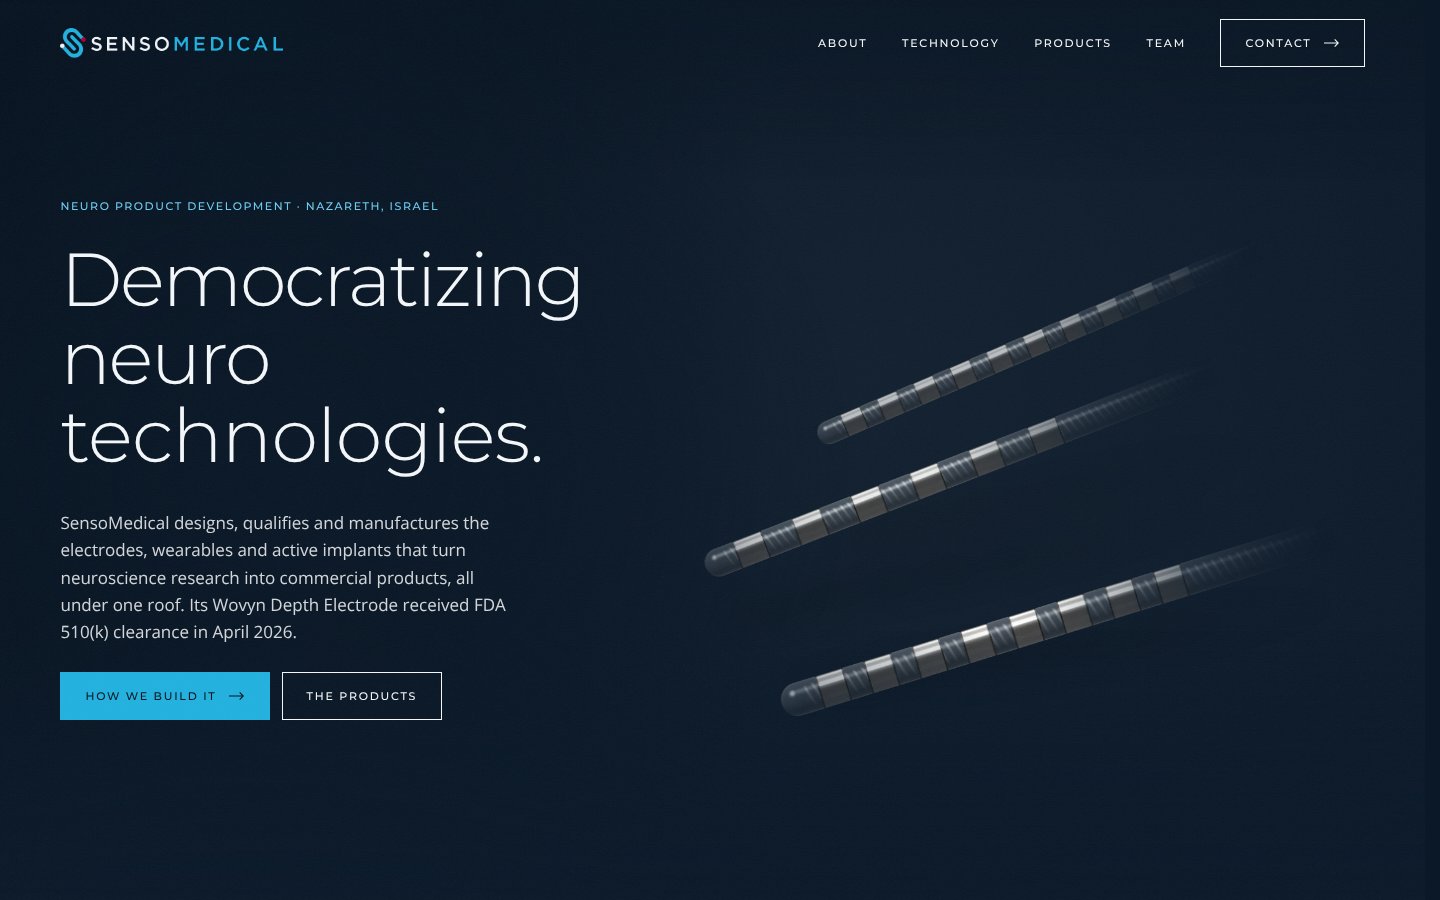 SENSOMEDICAL
ABOUT
TECHNOLOGY
PRODUCTS
TEAM
CONTACT
NEURO PRODUCT DEVELOPMENT · NAZARETH, ISRAEL
Democratizing
neuro
technologies.
SensoMedical designs, qualifies and manufactures the
electrodes, wearables and active implants that turn
neuroscience research into commercial products, all
under one roof. Its Wovyn Depth Electrode received FDA
510(k) clearance in April 2026.
HOW WE BUILD IT
THE PRODUCTS